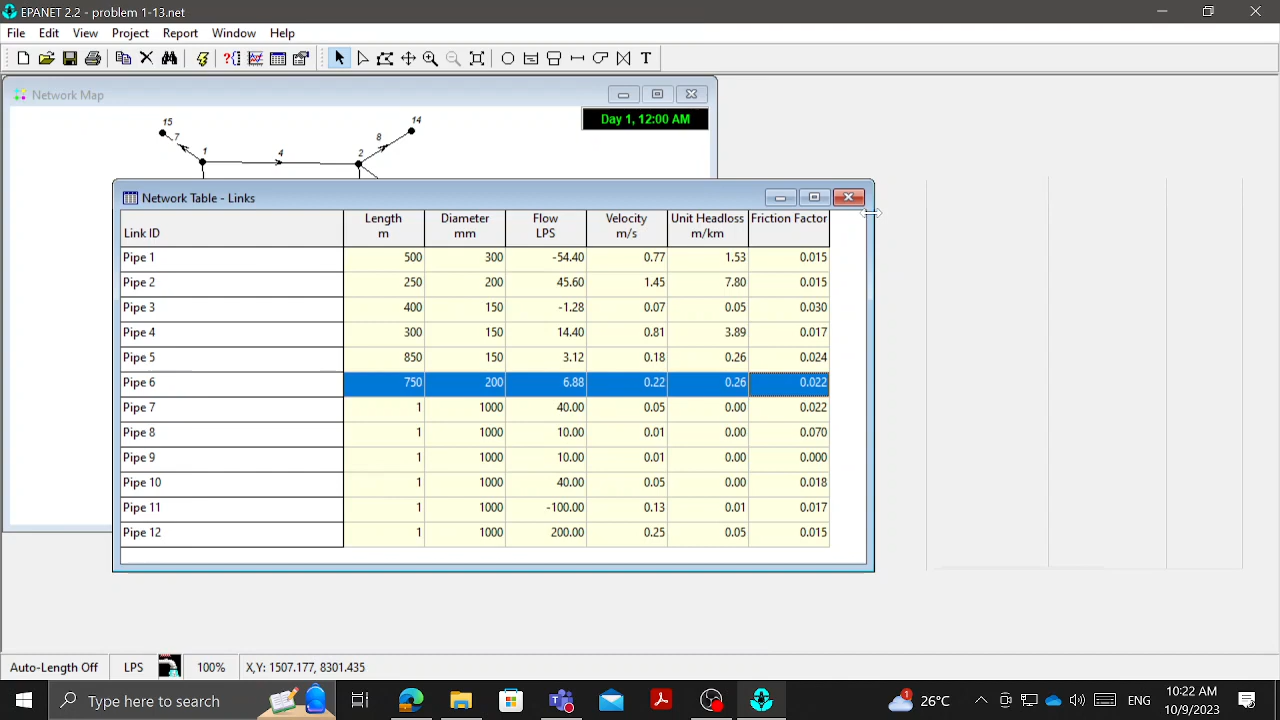 EPANET 2.2 - problem 1-13.net
File Edit View Project Report Window Help
Network Map
Day 1, 12:00 AM
15 14
7 8
1 4 2
Network Table - Links
Link ID Length m Diameter mm Flow LPS Velocity m/s Unit Headloss m/km Friction Factor
Pipe 1 500 300 -54.40 0.77 1.53 0.015
Pipe 2 250 200 45.60 1.45 7.80 0.015
Pipe 3 400 150 -1.28 0.07 0.05 0.030
Pipe 4 300 150 14.40 0.81 3.89 0.017
Pipe 5 850 150 3.12 0.18 0.26 0.024
Pipe 6 750 200 6.88 0.22 0.26 0.022
Pipe 7 1 1000 40.00 0.05 0.00 0.022
Pipe 8 1 1000 10.00 0.01 0.00 0.070
Pipe 9 1 1000 10.00 0.01 0.00 0.000
Pipe 10 1 1000 40.00 0.05 0.00 0.018
Pipe 11 1 1000 -100.00 0.13 0.01 0.017
Pipe 12 1 1000 200.00 0.25 0.05 0.015
Auto-Length Off LPS 100% X,Y: 1507.177, 8301.435
Type here to search
1 26°C ENG 10:22 AM
10/9/2023